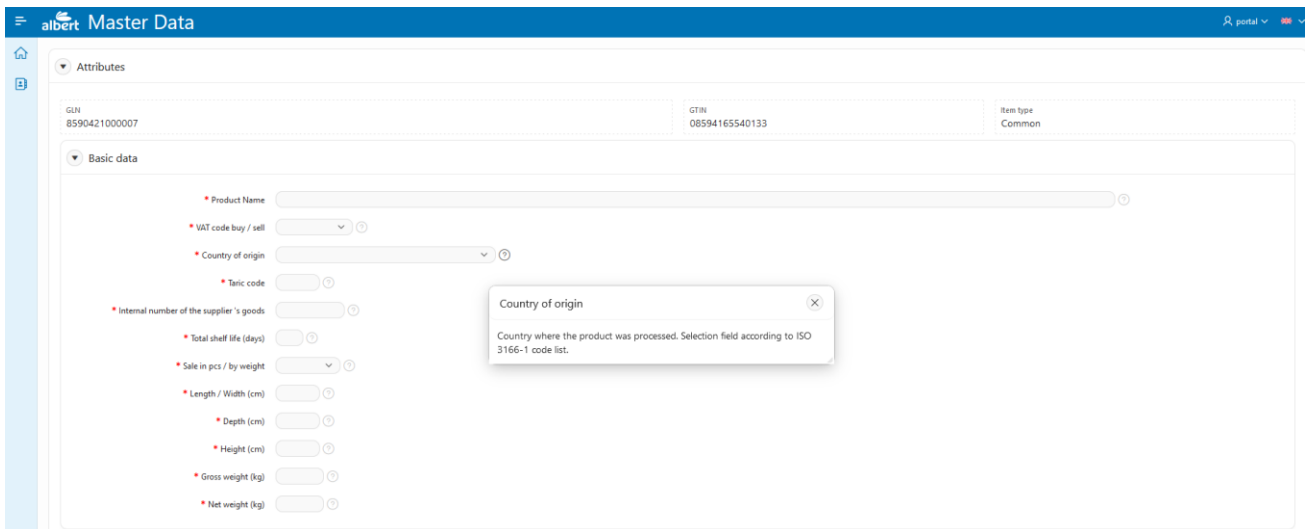 albert Master Data
portal
Attributes
GLN
8590421000007
GTIN
08594165540133
Item type
Common
Basic data
* Product Name ?
* VAT code buy / sell ?
* Country of origin ?
* Taric code ?
* Internal number of the supplier 's goods ?
* Total shelf life (days) ?
* Sale in pcs / by weight ?
* Length / Width (cm) ?
* Depth (cm) ?
* Height (cm) ?
* Gross weight (kg) ?
* Net weight (kg) ?
Country of origin
Country where the product was processed. Selection field according to ISO
3166-1 code list.